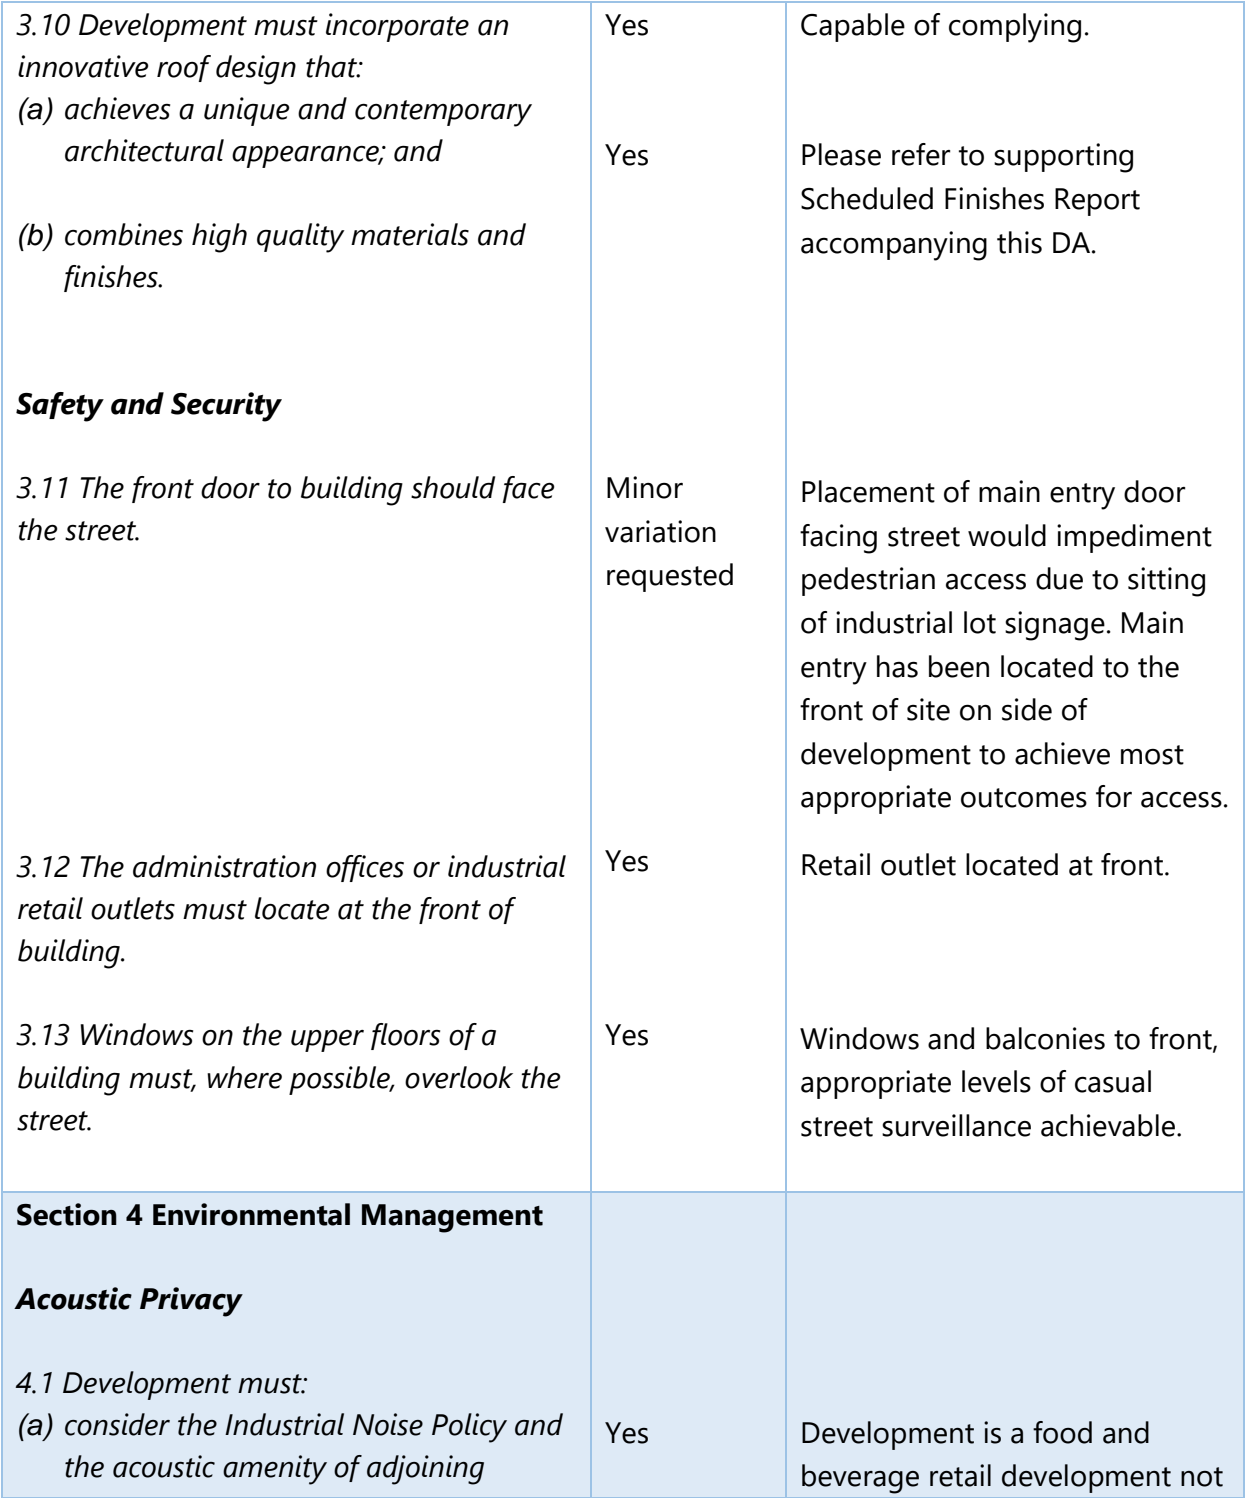 3.10 Development must incorporate an
innovative roof design that:
(a) achieves a unique and contemporary
architectural appearance; and
(b) combines high quality materials and
finishes.
Yes
Yes
Capable of complying.
Please refer to supporting
Scheduled Finishes Report
accompanying this DA.
Safety and Security
3.11 The front door to building should face
the street.
Minor
variation
requested
Placement of main entry door
facing street would impediment
pedestrian access due to sitting
of industrial lot signage. Main
entry has been located to the
front of site on side of
development to achieve most
appropriate outcomes for access.
3.12 The administration offices or industrial
retail outlets must locate at the front of
building.
Yes
Retail outlet located at front.
3.13 Windows on the upper floors of a
building must, where possible, overlook the
street.
Yes
Windows and balconies to front,
appropriate levels of casual
street surveillance achievable.
Section 4 Environmental Management
Acoustic Privacy
4.1 Development must:
(a) consider the Industrial Noise Policy and
the acoustic amenity of adjoining
Yes
Development is a food and
beverage retail development not